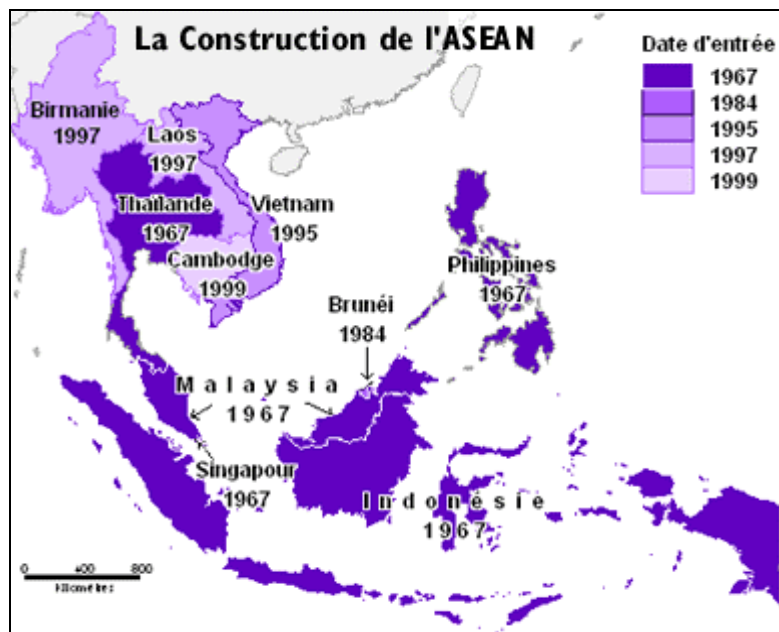 La Construction de l'ASEAN
Date d'entrée
1967
1984
1995
1997
1999
Birmanie
1997
Laos
1997
Thaïlande
1967
Vietnam
1995
Cambodge
1999
Philippines
1967
Brunéi
1984
Malaysia
1967
Singapour
1967
Indonésie
1967
0 400 800
kilomètres